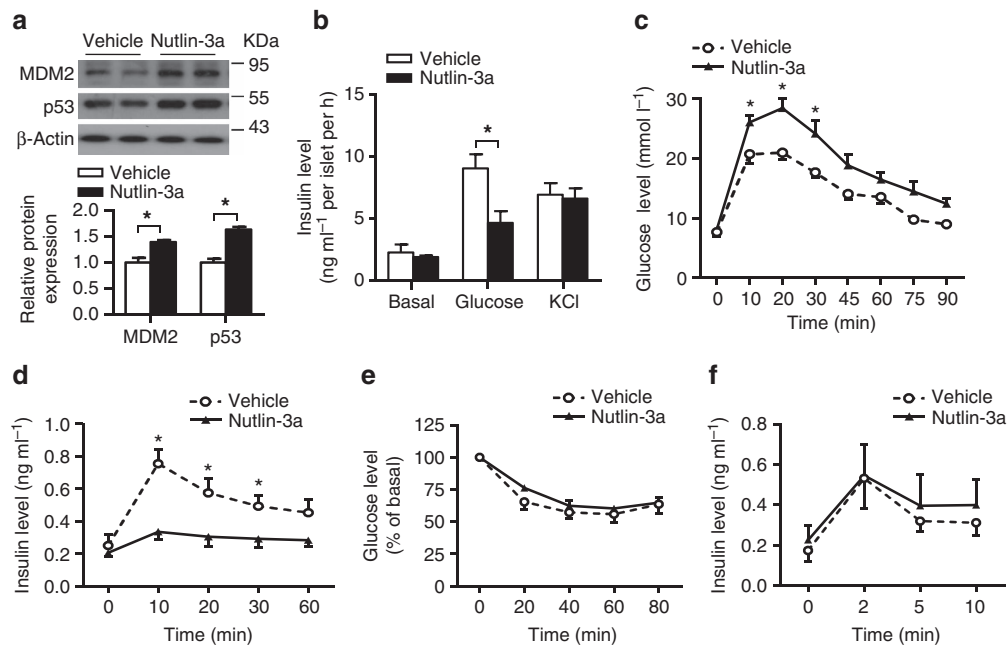 a
Vehicle Nutlin-3a KDa
MDM2
p53
β-Actin
95
55
43
Vehicle
Nutlin-3a
Relative protein
expression
2.0
1.5
1.0
0.5
0.0
*
*
MDM2 p53
b
Vehicle
Nutlin-3a
Insulin level
(ng ml⁻¹ per islet per h)
15
10
5
0
*
Basal Glucose KCl
c
Vehicle
Nutlin-3a
Glucose level (mmol l⁻¹)
30
20
10
0
* * *
0 10 20 30 45 60 75 90
Time (min)
d
Vehicle
Nutlin-3a
Insulin level (ng ml⁻¹)
1.0
0.8
0.6
0.4
0.2
0.0
* * *
0 10 20 30 60
Time (min)
e
Vehicle
Nutlin-3a
Glucose level
(% of basal)
125
100
75
50
25
0
0 20 40 60 80
Time (min)
f
Vehicle
Nutlin-3a
Insulin level (ng ml⁻¹)
0.8
0.6
0.4
0.2
0.0
0 2 5 10
Time (min)